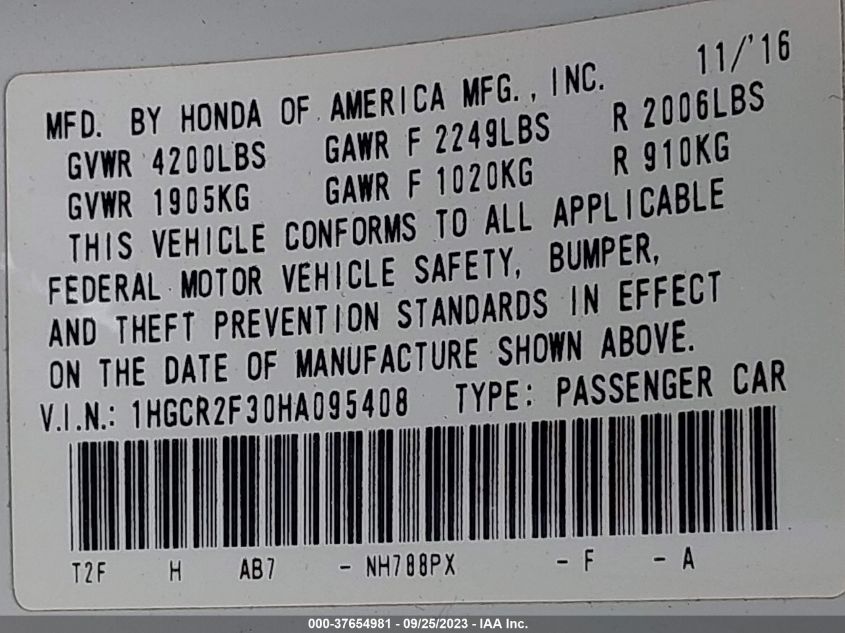 11/'16
MFD. BY HONDA OF AMERICA MFG., INC.
GVWR 4200LBS GAWR F 2249LBS R 2006LBS
GVWR 1905KG GAWR F 1020KG R 910KG
THIS VEHICLE CONFORMS TO ALL APPLICABLE
FEDERAL MOTOR VEHICLE SAFETY, BUMPER,
AND THEFT PREVENTION STANDARDS IN EFFECT
ON THE DATE OF MANUFACTURE SHOWN ABOVE.
V.I.N.: 1HGCR2F30HA095408 TYPE: PASSENGER CAR
T2F H AB7 - NH788PX - F - A
000-37654981 - 09/25/2023 - IAA Inc.